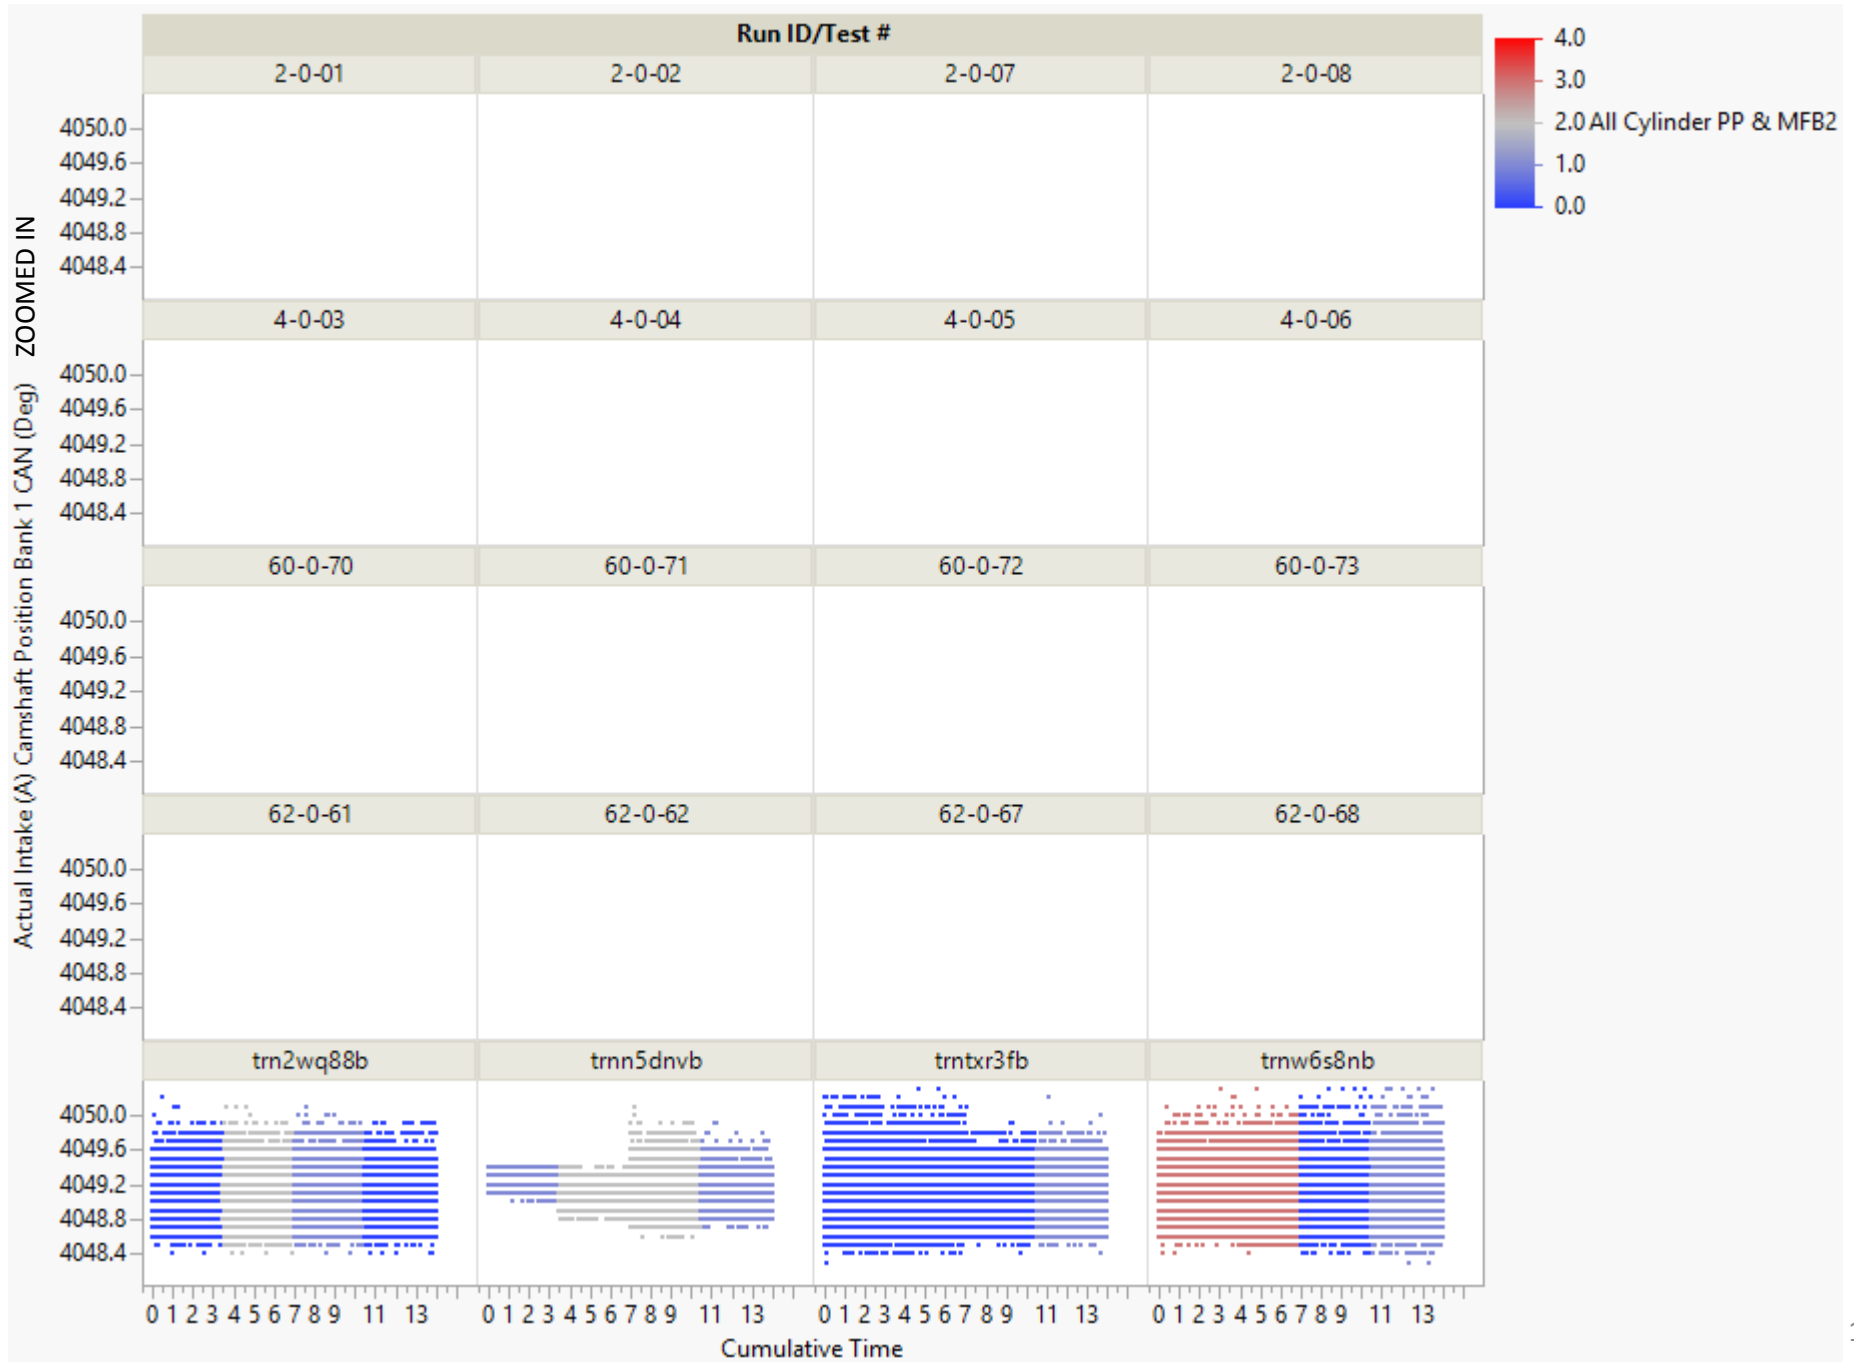 Run ID/Test #
2-0-01 2-0-02 2-0-07 2-0-08
4050.0
4049.6
4049.2
4048.8
4048.4
4-0-03 4-0-04 4-0-05 4-0-06
4050.0
4049.6
4049.2
4048.8
4048.4
60-0-70 60-0-71 60-0-72 60-0-73
4050.0
4049.6
4049.2
4048.8
4048.4
62-0-61 62-0-62 62-0-67 62-0-68
4050.0
4049.6
4049.2
4048.8
4048.4
trn2wq88b trnn5dnvb trntxr3fb trnw6s8nb
4050.0
4049.6
4049.2
4048.8
4048.4
0 1 2 3 4 5 6 7 8 9 11 13 0 1 2 3 4 5 6 7 8 9 11 13 0 1 2 3 4 5 6 7 8 9 11 13 0 1 2 3 4 5 6 7 8 9 11 13
Cumulative Time
Actual Intake (A) Camshaft Position Bank 1 CAN (Deg) ZOOMED IN
4.0
3.0
2.0 All Cylinder PP & MFB2
1.0
0.0